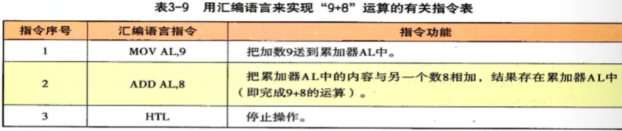 表3-9 用汇编语言来实现“9+8”运算的有关指令表
指令序号 汇编语言指令 指令功能
1 MOV AL,9 把加数9送到累加器AL中。
2 ADD AL,8 把累加器AL中的内容与另一个数8相加，结果存在累加器AL中
（即完成9+8的运算）。
3 HTL 停止操作。